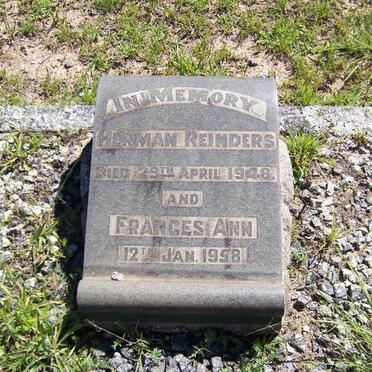 IN MEMORY
HERMAN REINDERS
DIED 29TH APRIL 1948.
AND
FRANCES ANN
12TH JAN. 1958